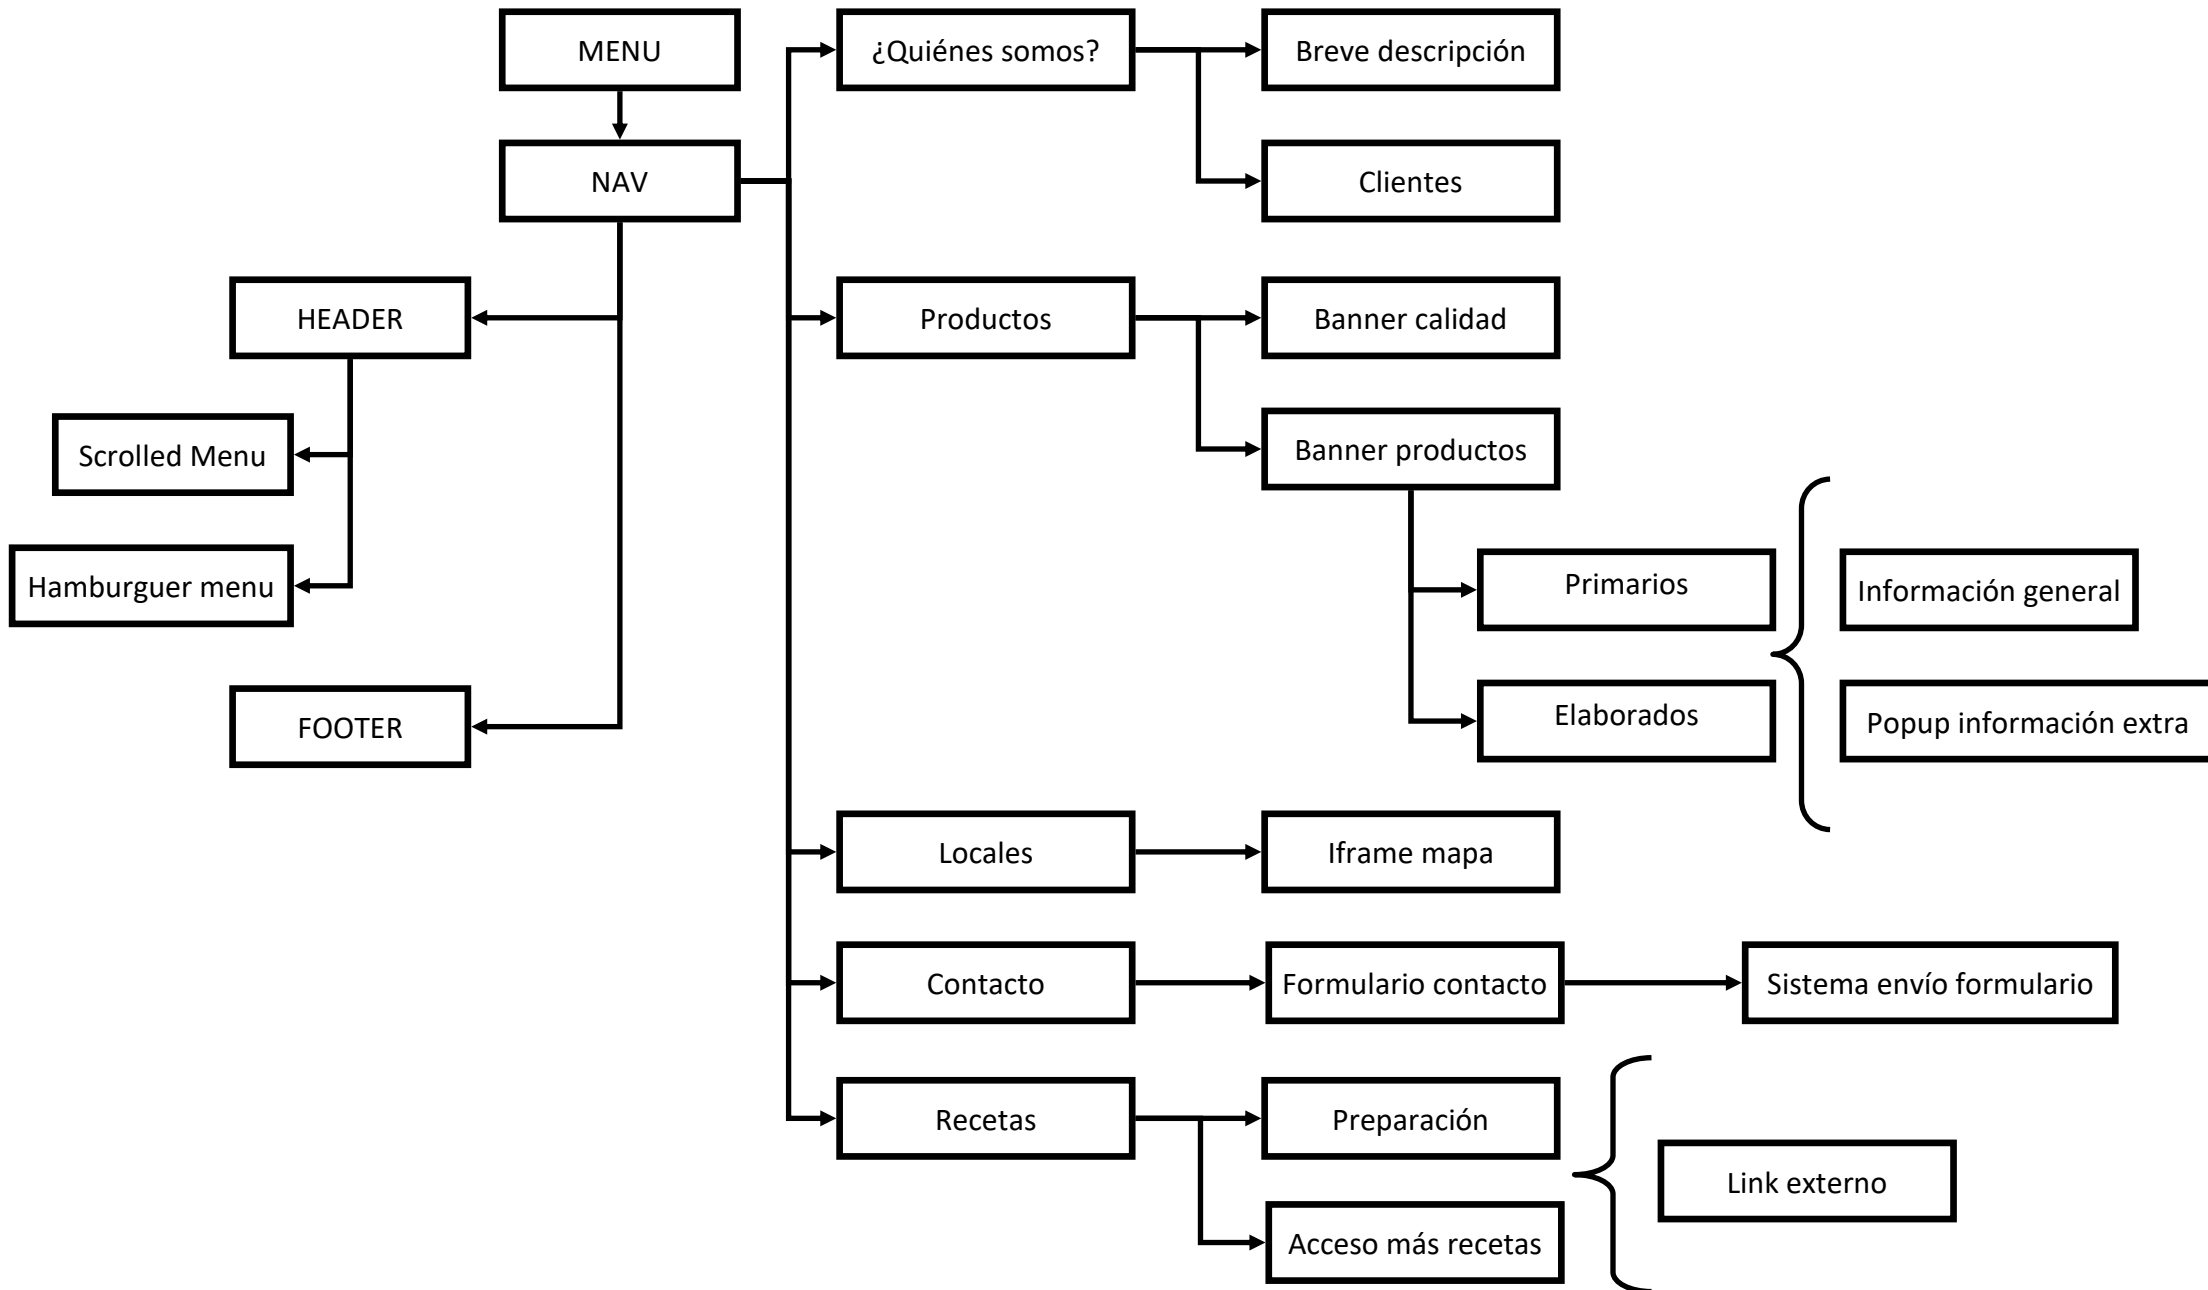 MENU
¿Quiénes somos?
Breve descripción
NAV
Clientes
HEADER
Productos
Banner calidad
Scrolled Menu
Banner productos
Hamburguer menu
Primarios
Información general
FOOTER
Elaborados
Popup información extra
Locales
Iframe mapa
Contacto
Formulario contacto
Sistema envío formulario
Recetas
Preparación
Link externo
Acceso más recetas